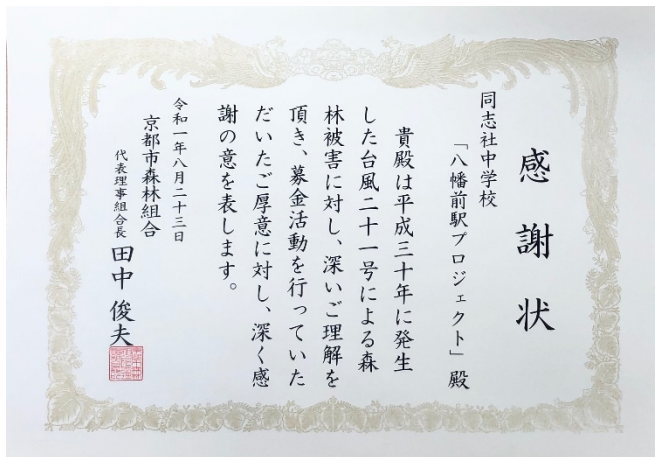 感謝状
同志社中学校
「八幡前駅プロジェクト」殿
貴殿は平成三十年に発生
した台風二十一号による森
林被害に対し、深いご理解を
頂き、募金活動を行っていた
だいたご厚意に対し、深く感
謝の意を表します。
令和一年八月二十三日
京都市森林組合
代表理事組合長 田中 俊夫